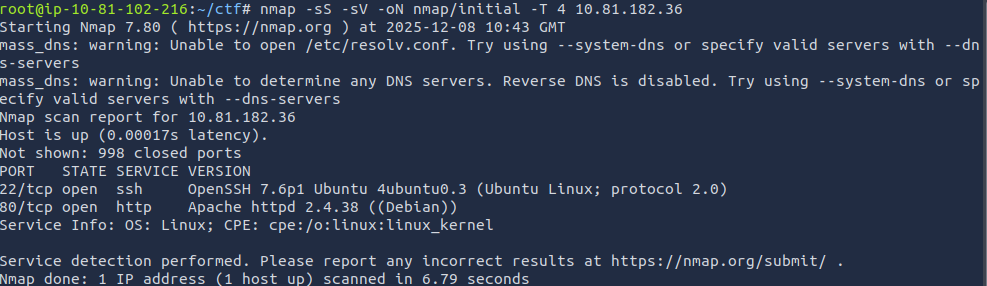 root@ip-10-81-102-216:~/ctf# nmap -sS -sV -oN nmap/initial -T 4 10.81.182.36
Starting Nmap 7.80 ( https://nmap.org ) at 2025-12-08 10:43 GMT
mass_dns: warning: Unable to open /etc/resolv.conf. Try using --system-dns or specify valid servers with --dn
s-servers
mass_dns: warning: Unable to determine any DNS servers. Reverse DNS is disabled. Try using --system-dns or sp
ecify valid servers with --dns-servers
Nmap scan report for 10.81.182.36
Host is up (0.00017s latency).
Not shown: 998 closed ports
PORT   STATE SERVICE VERSION
22/tcp open  ssh     OpenSSH 7.6p1 Ubuntu 4ubuntu0.3 (Ubuntu Linux; protocol 2.0)
80/tcp open  http    Apache httpd 2.4.38 ((Debian))
Service Info: OS: Linux; CPE: cpe:/o:linux:linux_kernel

Service detection performed. Please report any incorrect results at https://nmap.org/submit/ .
Nmap done: 1 IP address (1 host up) scanned in 6.79 seconds